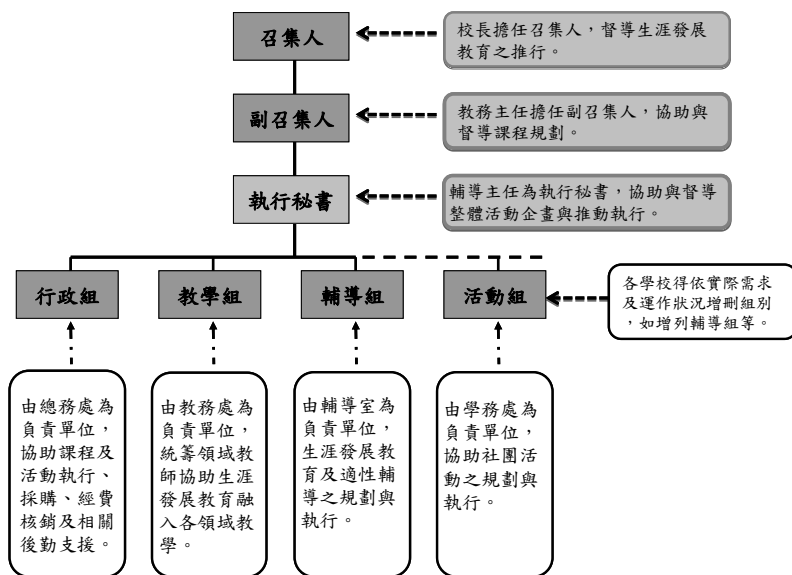 召集人
校長擔任召集人，督導生涯發展
教育之推行。
副召集人
教務主任擔任副召集人，協助與
督導課程規劃。
執行秘書
輔導主任為執行秘書，協助與督導
整體活動企畫與推動執行。
行政組
教學組
輔導組
活動組
各學校得依實際需求
及運作狀況增刪組別
，如增列輔導組等。
由總務處為
負責單位，
協助課程及
活動執行、
採購、經費
核銷及相關
後勤支援。
由教務處為
負責單位，
統籌領域教
師協助生涯
發展教育融
入各領域教
學。
由輔導室為
負責單位，
生涯發展教
育及適性輔
導之規劃與
執行。
由學務處為
負責單位，
協助社團活
動之規劃與
執行。